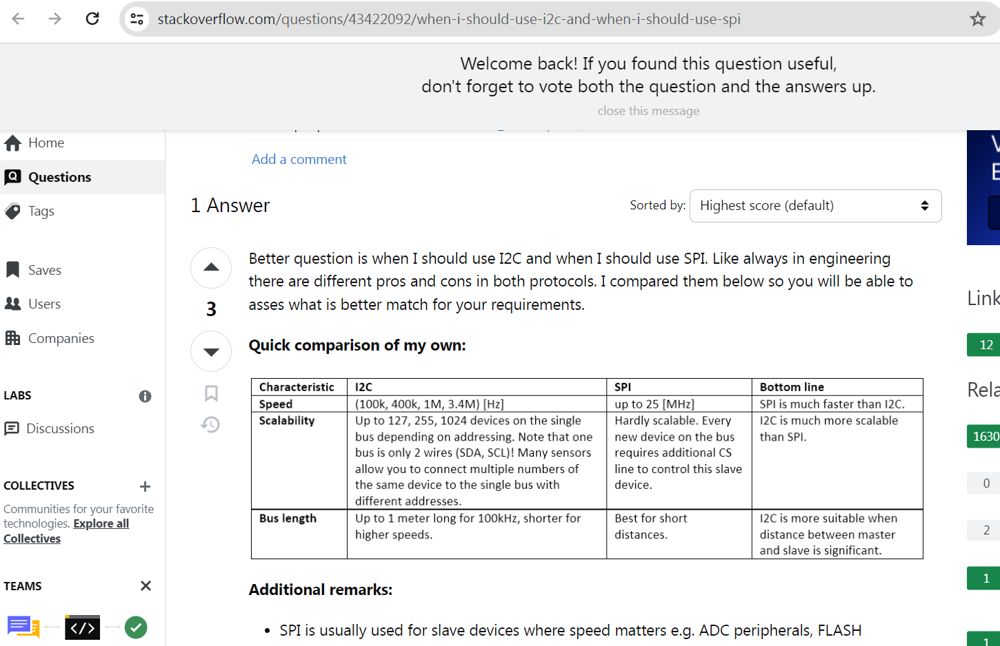 stackoverflow.com/questions/43422092/when-i-should-use-i2c-and-when-i-should-use-spi
Welcome back! If you found this question useful,
don't forget to vote both the question and the answers up.
close this message
Home
Questions
Tags
Saves
Users
Companies
LABS
Discussions
COLLECTIVES
Communities for your favorite
technologies. Explore all
Collectives
TEAMS
Add a comment
1 Answer
Sorted by: Highest score (default)
3
Better question is when I should use I2C and when I should use SPI. Like always in engineering
there are different pros and cons in both protocols. I compared them below so you will be able to
asses what is better match for your requirements.
Quick comparison of my own:
Characteristic I2C SPI Bottom line
Speed (100k, 400k, 1M, 3.4M) [Hz] up to 25 [MHz] SPI is much faster than I2C.
Scalability
Up to 127, 255, 1024 devices on the single
bus depending on addressing. Note that one
bus is only 2 wires (SDA, SCL)! Many sensors
allow you to connect multiple numbers of
the same device to the single bus with
different addresses.
Hardly scalable. Every
new device on the bus
requires additional CS
line to control this slave
device.
I2C is much more scalable
than SPI.
Bus length
Up to 1 meter long for 100kHz, shorter for
higher speeds.
Best for short
distances.
I2C is more suitable when
distance between master
and slave is significant.
Additional remarks:
• SPI is usually used for slave devices where speed matters e.g. ADC peripherals, FLASH
Link
12
Rela
1630
0
2
1
1